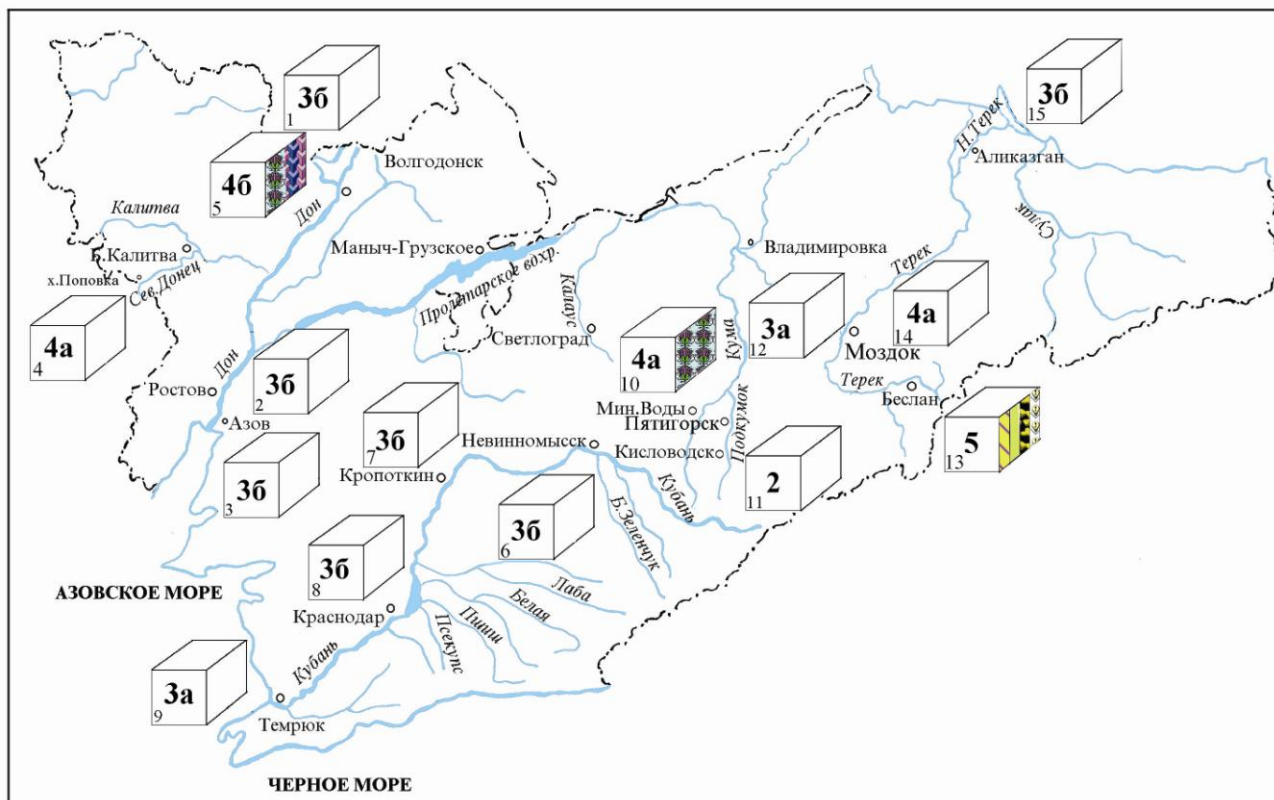 3б
1
3б
15
Н.Терек
Аликазган
Волгодонск
4б
5
Дон
Сулак
Калитва
Маныч-Грузское
Владимировка
Б.Калитва
Терек
х.Поповка
Сев.Донец
Пролетарское вдхр.
Калаус
4а
14
3а
12
Кума
4а
4
Светлоград
4а
10
Моздок
Дон
3б
2
Терек
Ростов
Беслан
Мин.Воды
Азов
3б
7
Пятигорск
5
13
Невинномысск
Кисловодск
Подкумок
3б
3
Кропоткин
2
11
Кубань
3б
6
Б.Зеленчук
3б
8
АЗОВСКОЕ МОРЕ
Лаба
Краснодар
Белая
Пшиш
Псекупс
Кубань
3а
9
Темрюк
ЧЕРНОЕ МОРЕ